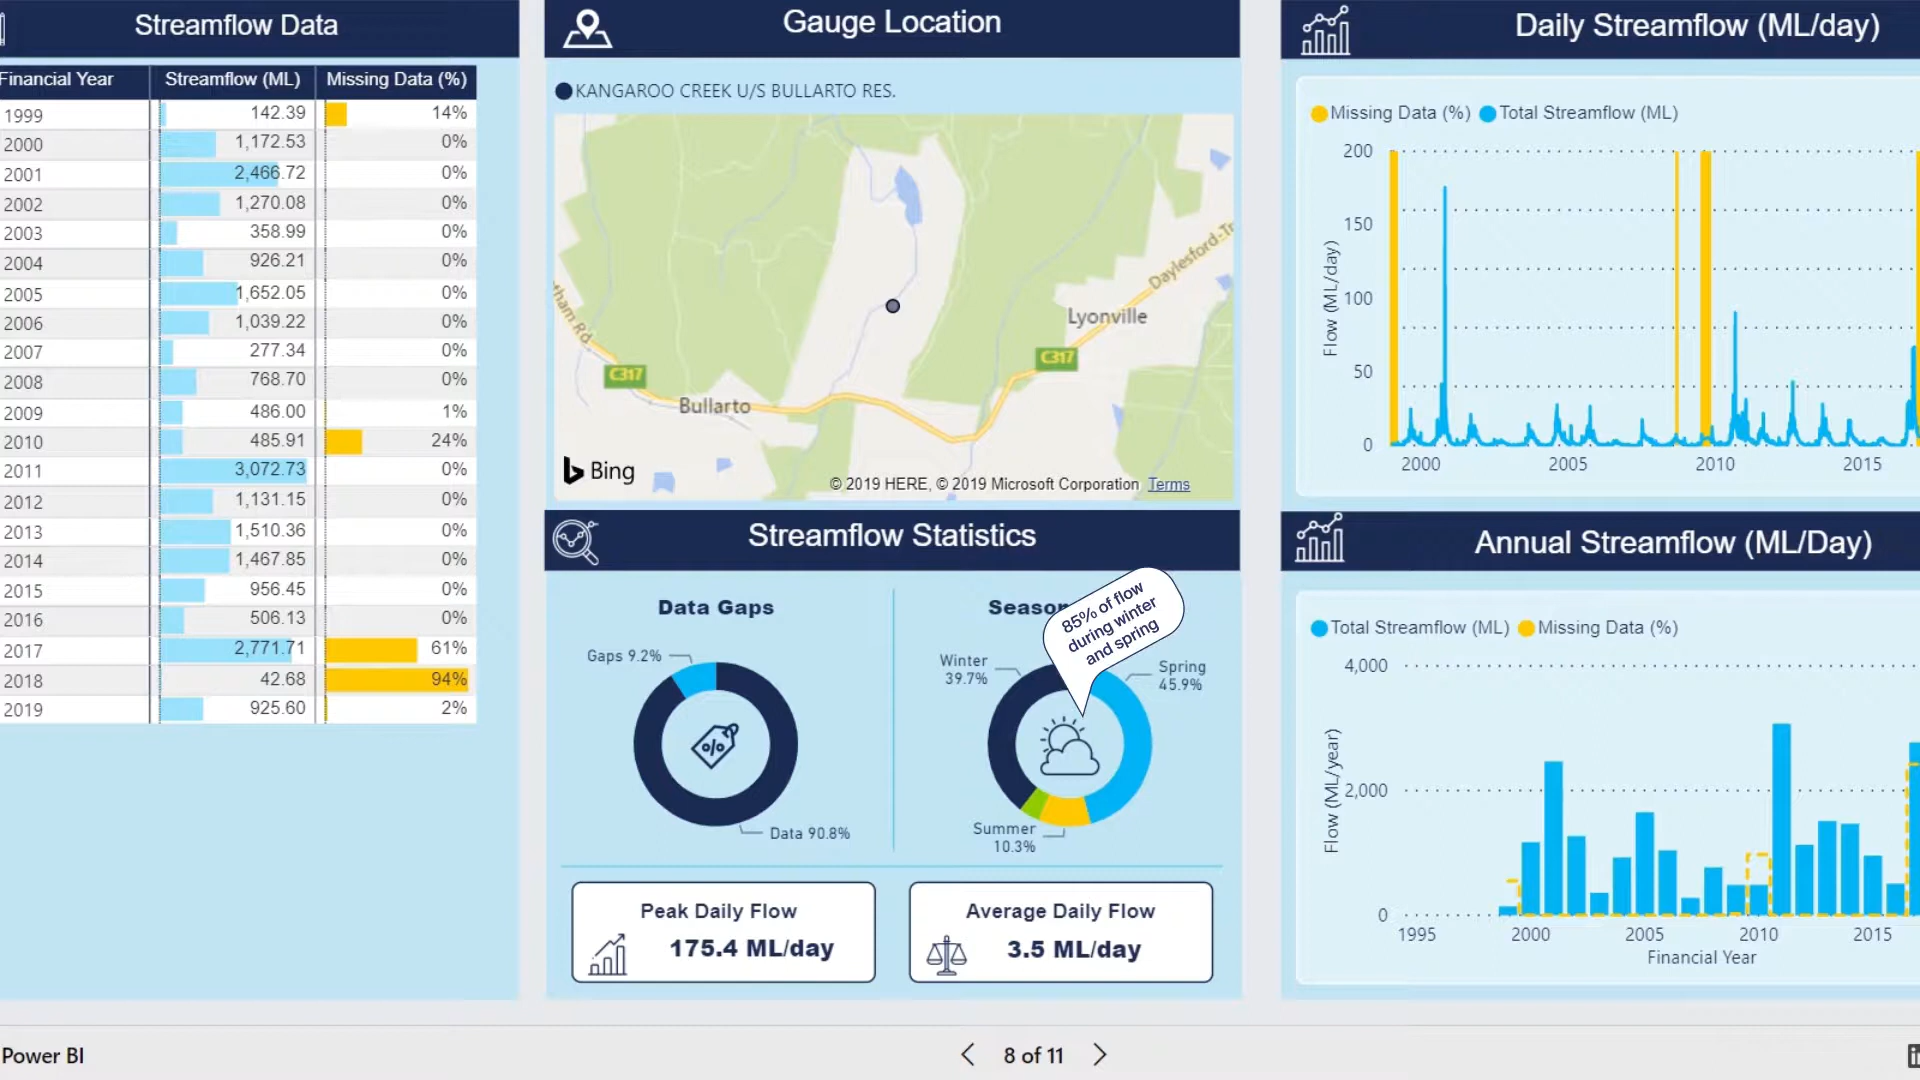 Streamflow Data
Financial Year Streamflow (ML) Missing Data (%)
1999 142.39 14%
2000 1,172.53 0%
2001 2,466.72 0%
2002 1,270.08 0%
2003 358.99 0%
2004 926.21 0%
2005 1,652.05 0%
2006 1,039.22 0%
2007 277.34 0%
2008 768.70 0%
2009 486.00 1%
2010 485.91 24%
2011 3,072.73 0%
2012 1,131.15 0%
2013 1,510.36 0%
2014 1,467.85 0%
2015 956.45 0%
2016 506.13 0%
2017 2,771.71 61%
2018 42.68 94%
2019 925.60 2%
Gauge Location
KANGAROO CREEK U/S BULLARTO RES.
Daylesford-Tr
Lyonville
tham Rd
C317
C317
Bullarto
Bing
© 2019 HERE, © 2019 Microsoft Corporation Terms
Streamflow Statistics
Data Gaps
Gaps 9.2%
%
Data 90.8%
Season
85% of flow
during winter
and spring
Winter
39.7%
Spring
45.9%
Summer
10.3%
Peak Daily Flow
175.4 ML/day
Average Daily Flow
3.5 ML/day
Daily Streamflow (ML/day)
Missing Data (%) Total Streamflow (ML)
Flow (ML/day)
200
150
100
50
0
2000 2005 2010 2015
Annual Streamflow (ML/Day)
Total Streamflow (ML) Missing Data (%)
Flow (ML/year)
4,000
2,000
0
1995 2000 2005 2010 2015
Financial Year
Power BI
8 of 11